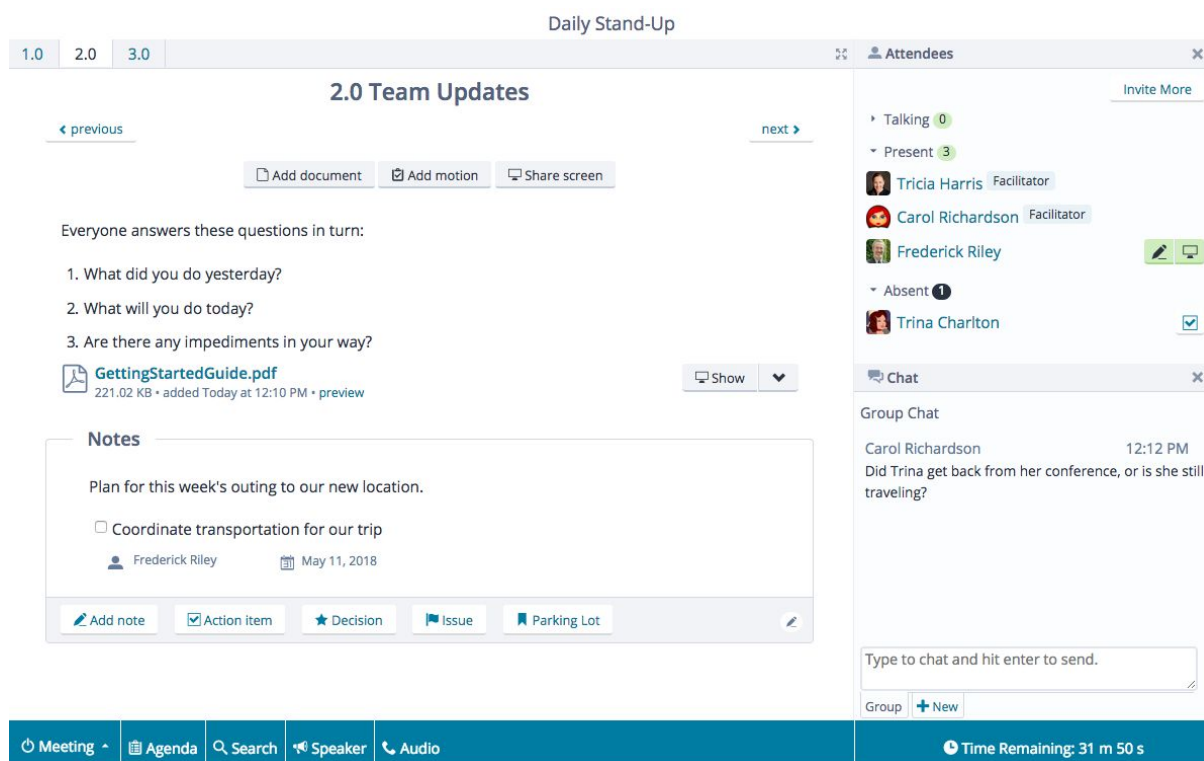 Daily Stand-Up
1.0 2.0 3.0
2.0 Team Updates
previous
next
Add document Add motion Share screen
Everyone answers these questions in turn:
1. What did you do yesterday?
2. What will you do today?
3. Are there any impediments in your way?
GettingStartedGuide.pdf
221.02 KB • added Today at 12:10 PM • preview
Show
Notes
Plan for this week's outing to our new location.
Coordinate transportation for our trip
Frederick Riley 31 May 11, 2018
Add note Action item Decision Issue Parking Lot
Attendees
Invite More
Talking 0
Present 3
Tricia Harris Facilitator
Carol Richardson Facilitator
Frederick Riley
Absent 1
Trina Charlton
Chat
Group Chat
Carol Richardson 12:12 PM
Did Trina get back from her conference, or is she still
traveling?
Type to chat and hit enter to send.
Group New
Meeting Agenda Search Speaker Audio
Time Remaining: 31 m 50 s